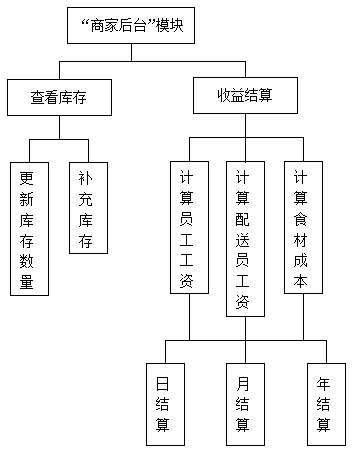 “商家后台”模块
查看库存
收益结算
更新库存数量
补充库存
计算员工工资
计算配送员工资
计算食材成本
日结算
月结算
年结算